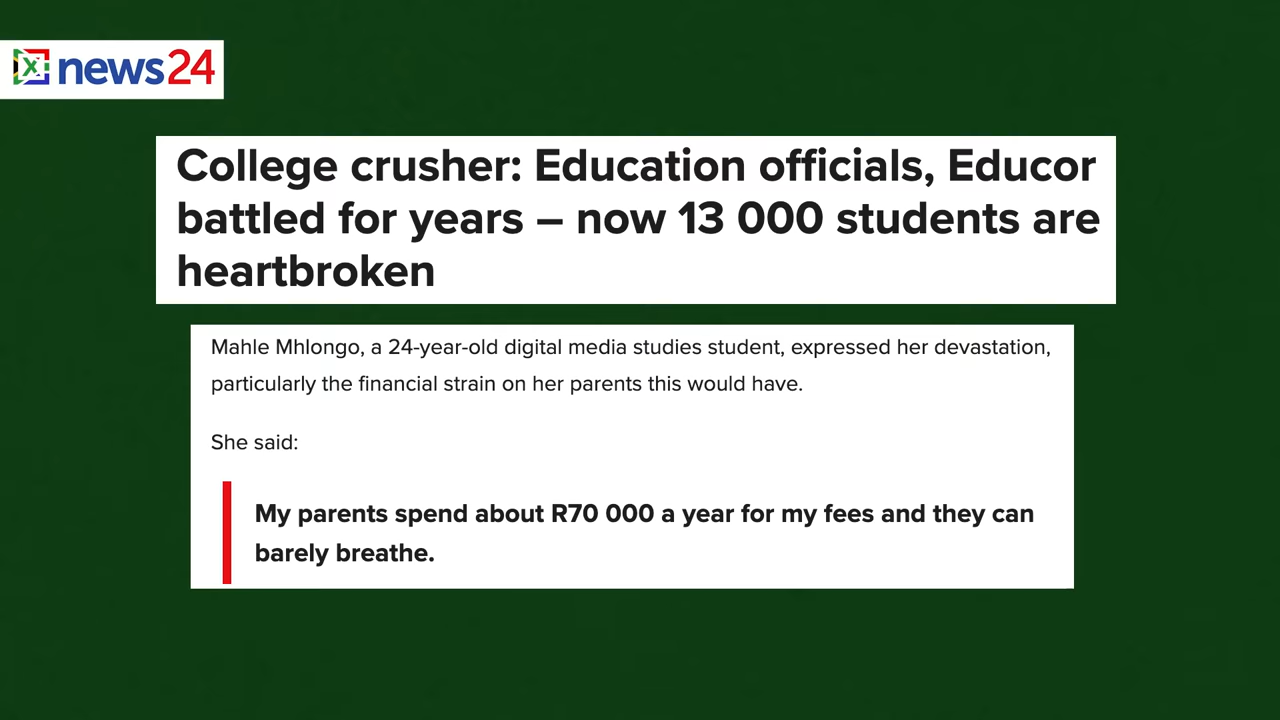 news24
College crusher: Education officials, Educor
battled for years – now 13 000 students are
heartbroken
Mahle Mhlongo, a 24-year-old digital media studies student, expressed her devastation,
particularly the financial strain on her parents this would have.
She said:
My parents spend about R70 000 a year for my fees and they can
barely breathe.